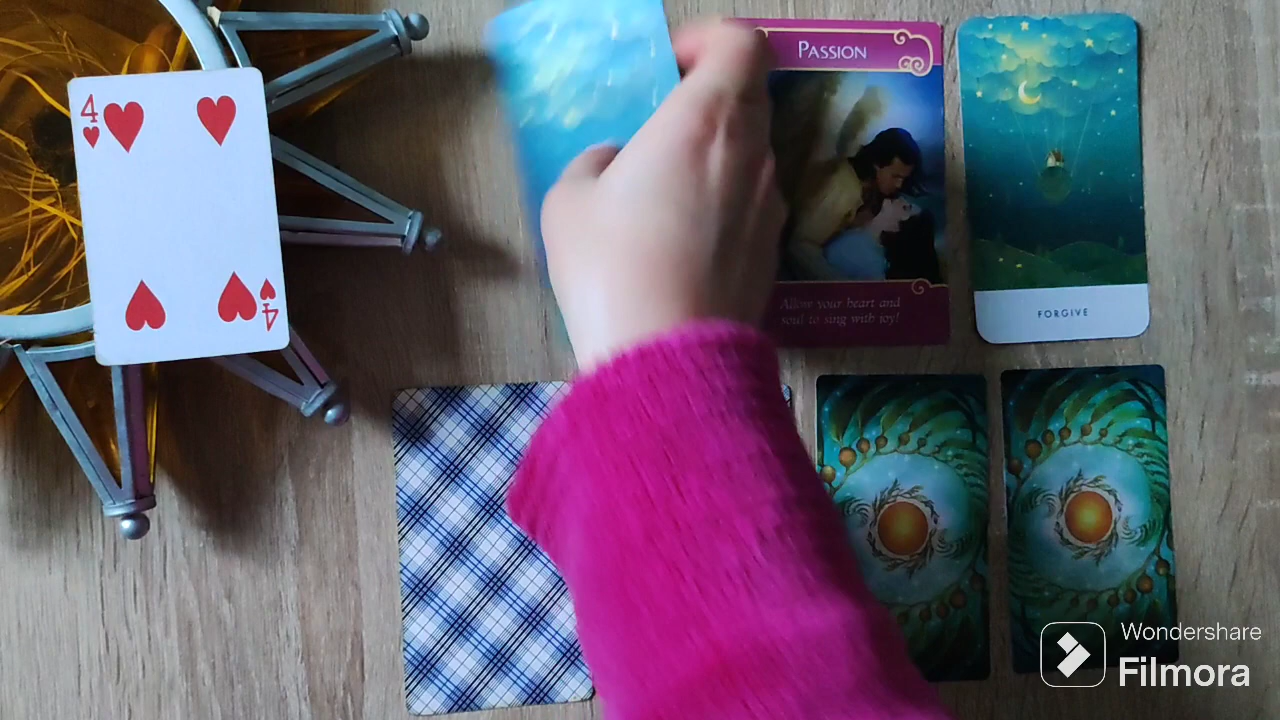 4
PASSION
Allow your heart and
soul to sing with joy!
FORGIVE
4
Wondershare
Filmora